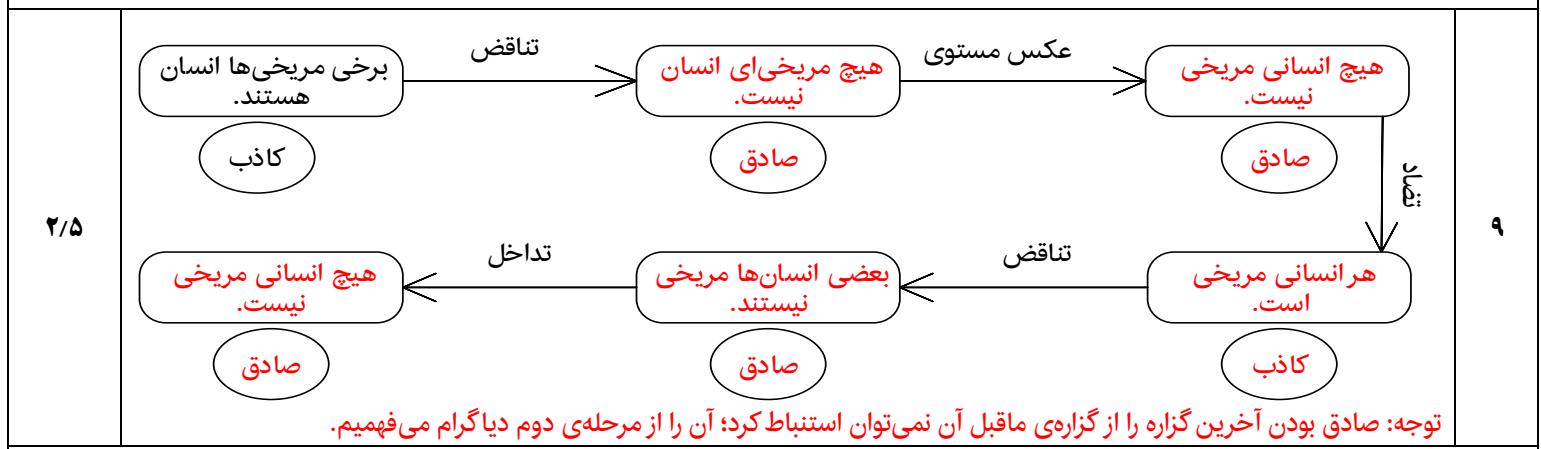 ۹
برخی مریخی‌ها انسان
هستند.
کاذب
تناقض
هیچ مریخی‌ای انسان
نیست.
صادق
عکس مستوی
هیچ انسانی مریخی
نیست.
صادق
تضاد
هر انسانی مریخی
است.
کاذب
تناقض
بعضی انسان‌ها مریخی
نیستند.
صادق
تداخل
هیچ انسانی مریخی
نیست.
صادق
توجه: صادق بودن آخرین گزاره را از گزاره‌ی ماقبل آن نمی‌توان استنباط کرد؛ آن را از مرحله‌ی دوم دیاگرام می‌فهمیم.
۲/۵